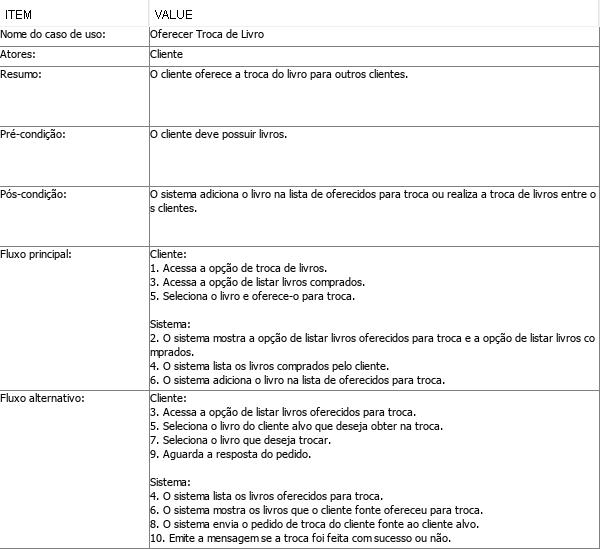 ITEM VALUE
Nome do caso de uso: Oferecer Troca de Livro
Atores: Cliente
Resumo: O cliente oferece a troca do livro para outros clientes.
Pré-condição: O cliente deve possuir livros.
Pós-condição: O sistema adiciona o livro na lista de oferecidos para troca ou realiza a troca de livros entre o
s clientes.
Fluxo principal: Cliente:
1. Acessa a opção de troca de livros.
3. Acessa a opção de listar livros comprados.
5. Seleciona o livro e oferece-o para troca.
Sistema:
2. O sistema mostra a opção de listar livros oferecidos para troca e a opção de listar livros co
mprados.
4. O sistema lista os livros comprados pelo cliente.
6. O sistema adiciona o livro na lista de oferecidos para troca.
Fluxo alternativo: Cliente:
3. Acessa a opção de listar livros oferecidos para troca.
5. Seleciona o livro do cliente alvo que deseja obter na troca.
7. Seleciona o livro que deseja trocar.
9. Aguarda a resposta do pedido.
Sistema:
4. O sistema lista os livros oferecidos para troca.
6. O sistema mostra os livros que o cliente fonte ofereceu para troca.
8. O sistema envia o pedido de troca do cliente fonte ao cliente alvo.
10. Emite a mensagem se a troca foi feita com sucesso ou não.